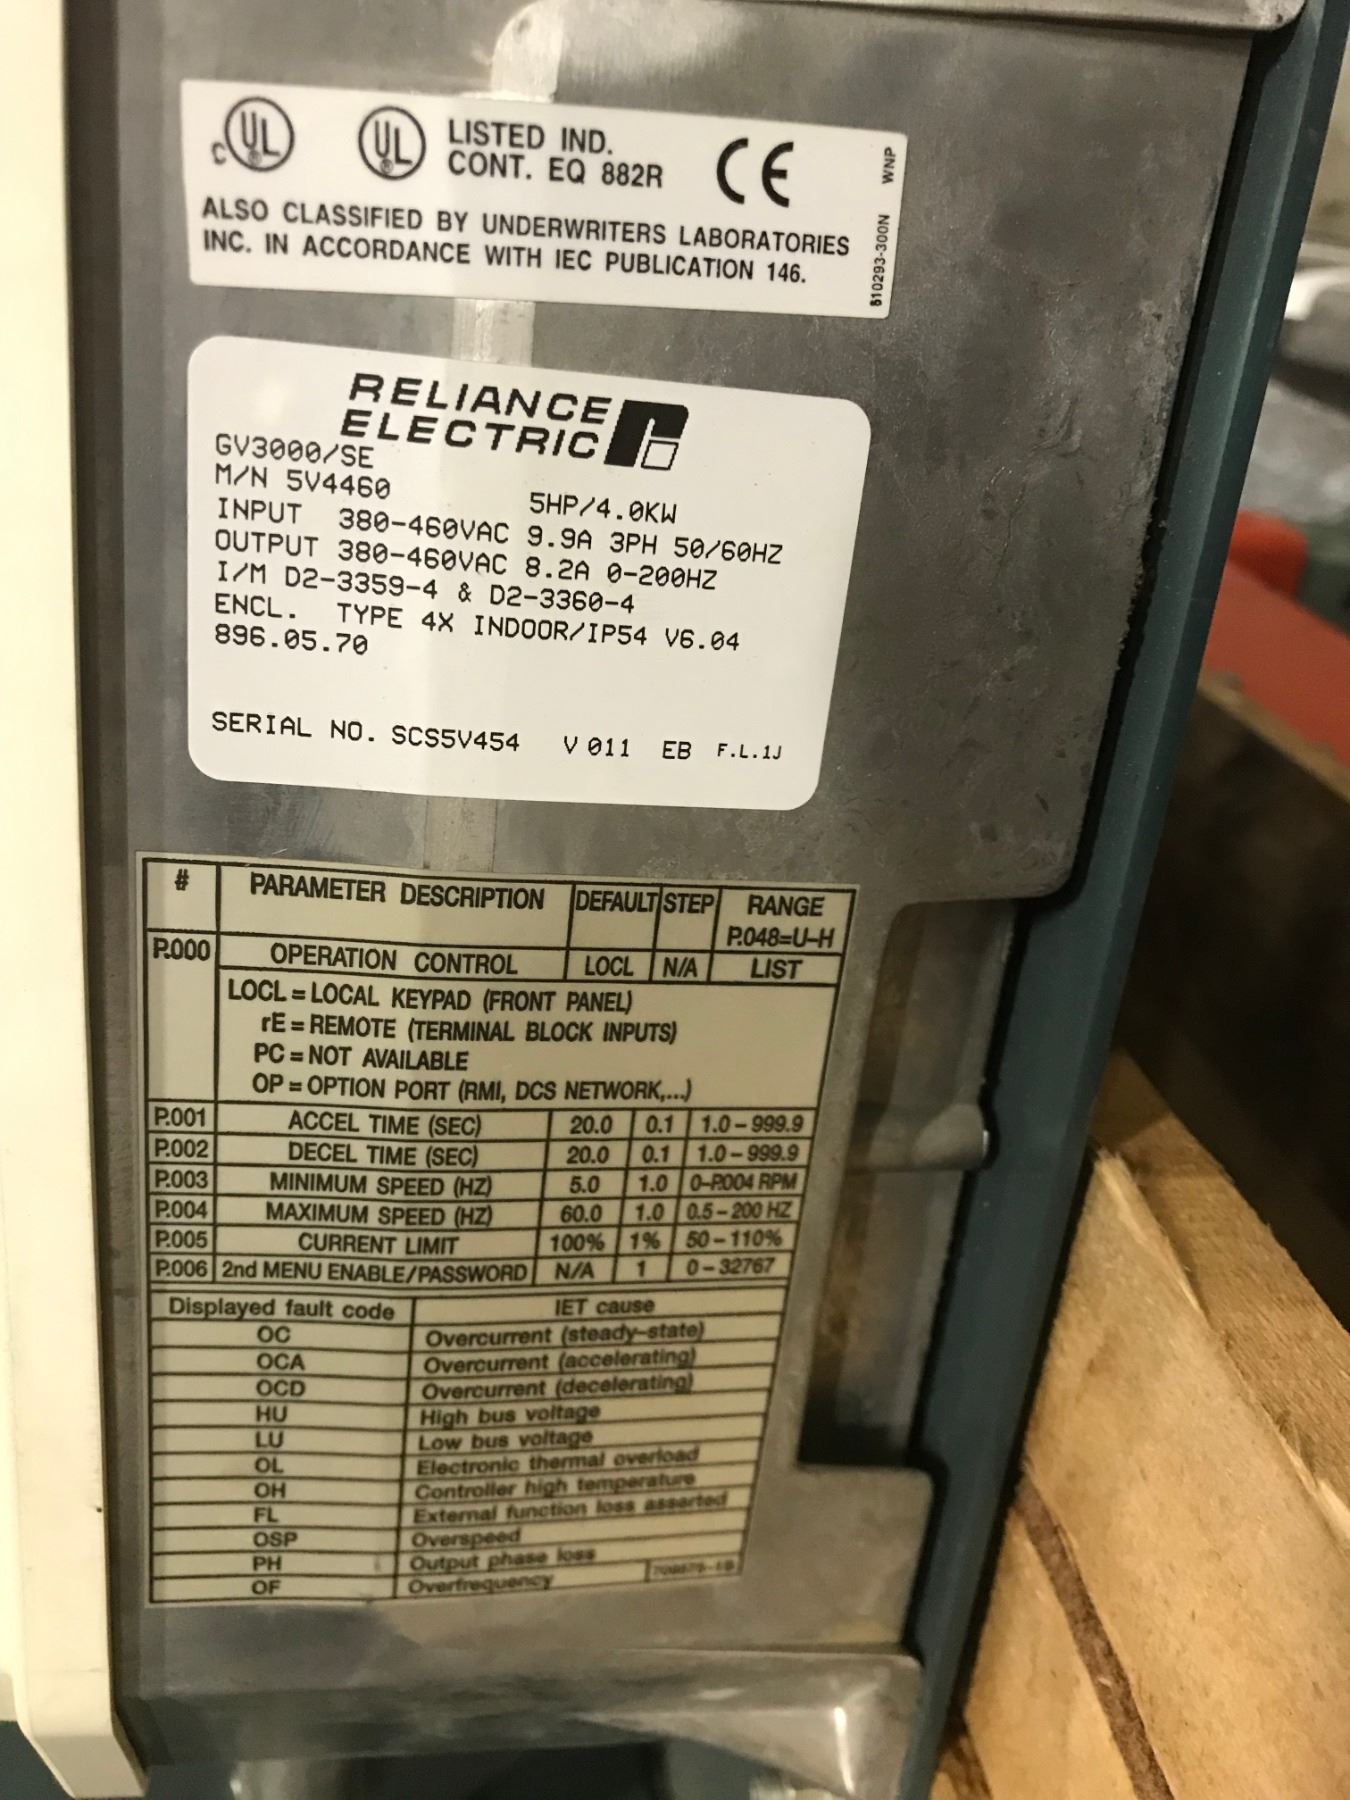 c UL ® UL ® LISTED IND.
CONT. EQ 882R CE
ALSO CLASSIFIED BY UNDERWRITERS LABORATORIES
INC. IN ACCORDANCE WITH IEC PUBLICATION 146.
810293-300N WNP
RELIANCE
ELECTRIC
GV3000/SE
M/N 5V4460 5HP/4.0KW
INPUT 380-460VAC 9.9A 3PH 50/60HZ
OUTPUT 380-460VAC 8.2A 0-200HZ
I/M D2-3359-4 & D2-3360-4
ENCL. TYPE 4X INDOOR/IP54 V6.04
896.05.70
SERIAL NO. SCS5V454 V 011 EB F.L.1J
# PARAMETER DESCRIPTION DEFAULT STEP RANGE
P.048=U-H
P.000 OPERATION CONTROL LOCL N/A LIST
LOCL = LOCAL KEYPAD (FRONT PANEL)
rE = REMOTE (TERMINAL BLOCK INPUTS)
PC = NOT AVAILABLE
OP = OPTION PORT (RMI, DCS NETWORK,...)
P.001 ACCEL TIME (SEC) 20.0 0.1 1.0 - 999.9
P.002 DECEL TIME (SEC) 20.0 0.1 1.0 - 999.9
P.003 MINIMUM SPEED (HZ) 5.0 1.0 0-P.004 RPM
P.004 MAXIMUM SPEED (HZ) 60.0 1.0 0.5 - 200 HZ
P.005 CURRENT LIMIT 100% 1% 50 - 110%
P.006 2nd MENU ENABLE/PASSWORD N/A 1 0 - 32767
Displayed fault code IET cause
OC Overcurrent (steady-state)
OCA Overcurrent (accelerating)
OCD Overcurrent (decelerating)
HU High bus voltage
LU Low bus voltage
OL Electronic thermal overload
OH Controller high temperature
FL External function loss asserted
OSP Overspeed
PH Output phase loss
OF Overfrequency